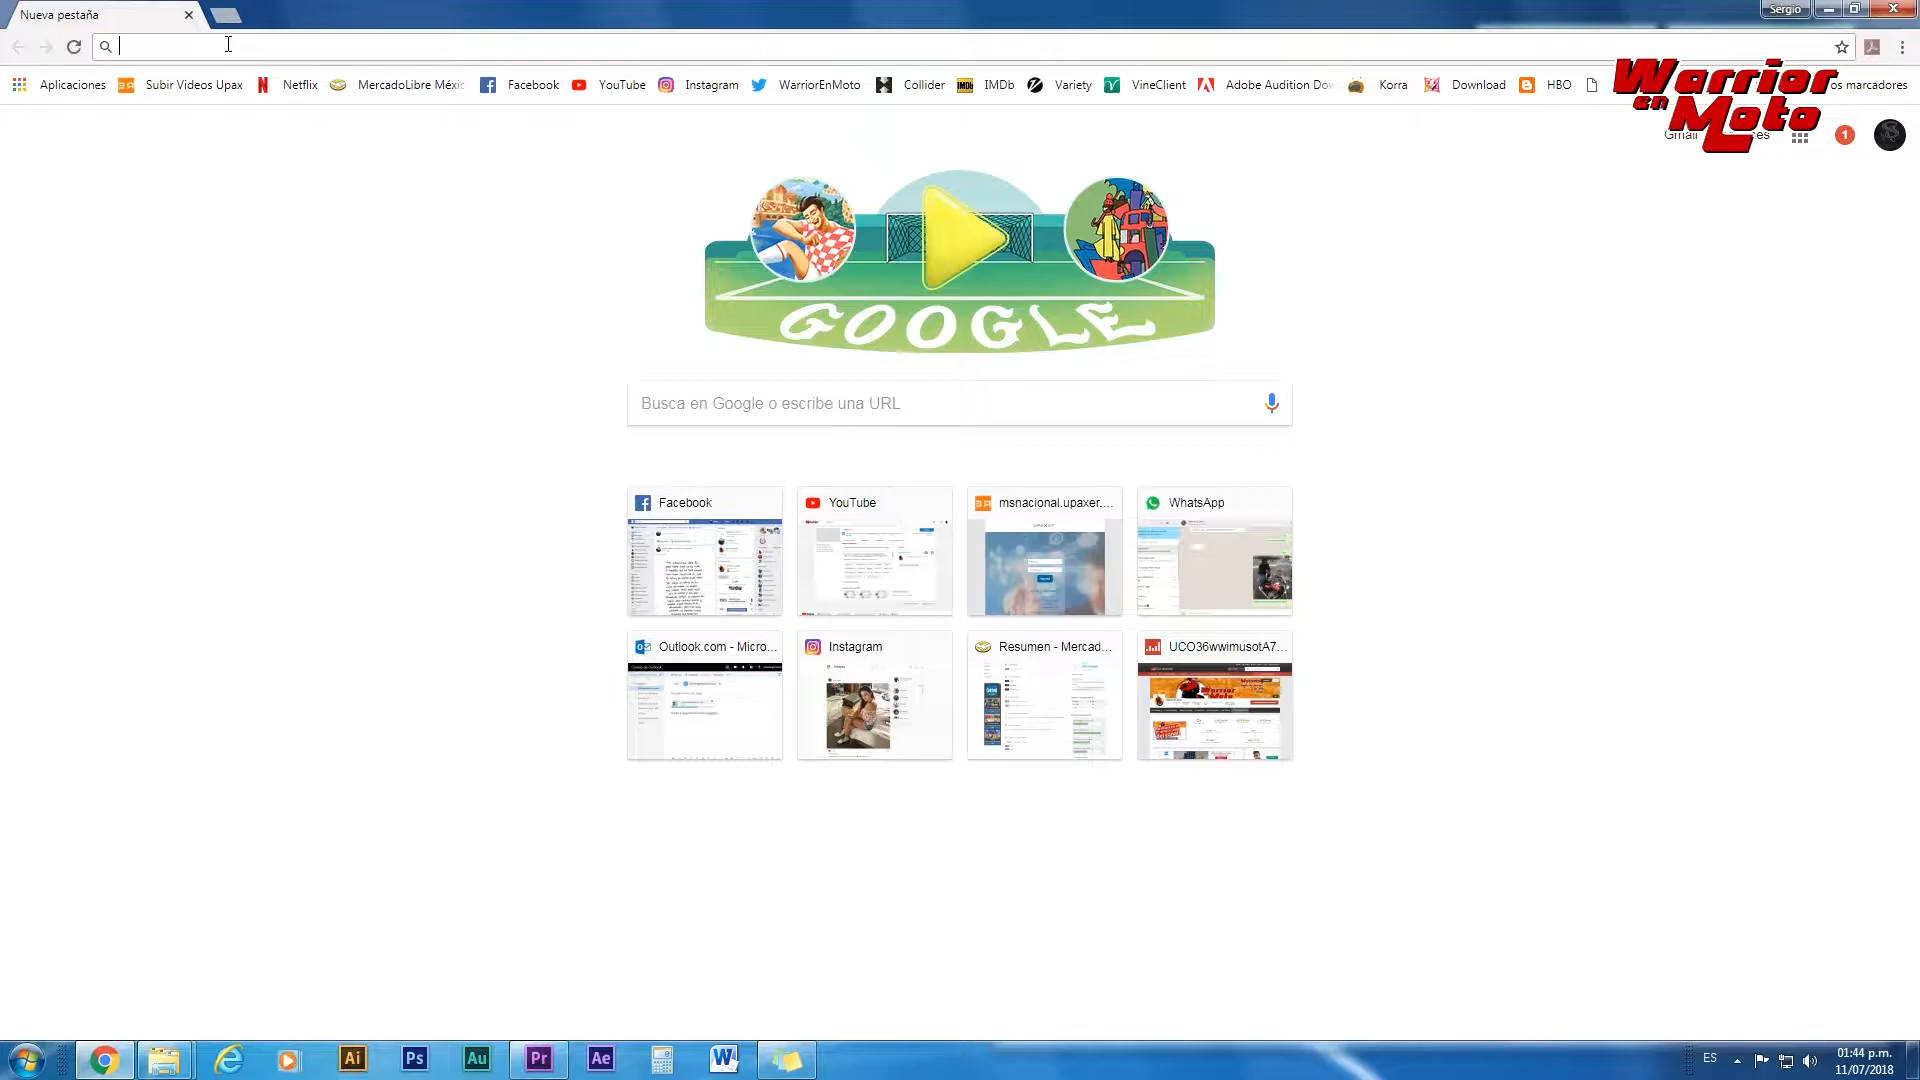 Nueva pestaña
Sergio
Aplicaciones
Subir Videos Upax
Netflix
MercadoLibre Méxic
Facebook
YouTube
Instagram
WarriorEnMoto
Collider
IMDb
Variety
VineClient
Adobe Audition Dow
Korra
Download
HBO
os marcadores
Warrior
en
Moto
Gmail
1
GOOGLE
Busca en Google o escribe una URL
Facebook
YouTube
msnacional.upaxer....
WhatsApp
Outlook.com - Micro...
Instagram
Resumen - Mercad...
UCO36wwimusotA7...
Ai
Ps
Au
Pr
Ae
ES
01:44 p.m.
11/07/2018